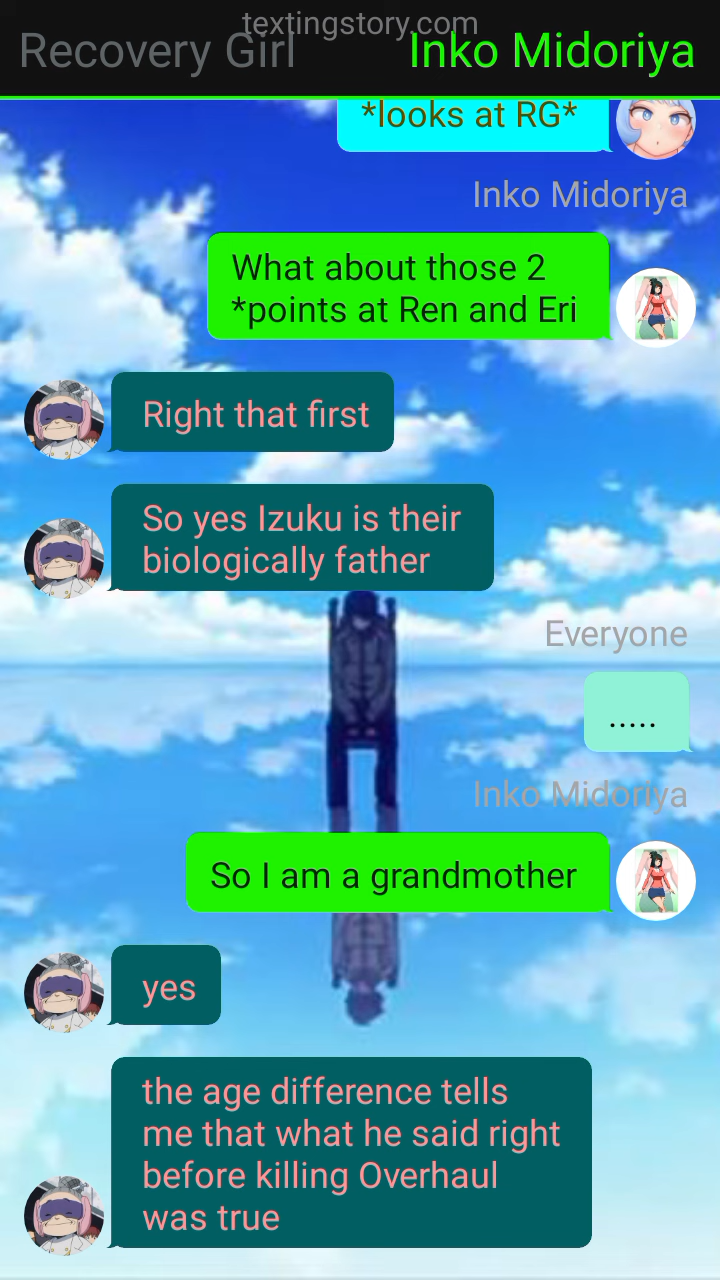 textingstory.com
Recovery Girl
Inko Midoriya
*looks at RG*
Inko Midoriya
What about those 2
*points at Ren and Eri
Right that first
So yes Izuku is their
biologically father
Everyone
.....
Inko Midoriya
So I am a grandmother
yes
the age difference tells
me that what he said right
before killing Overhaul
was true